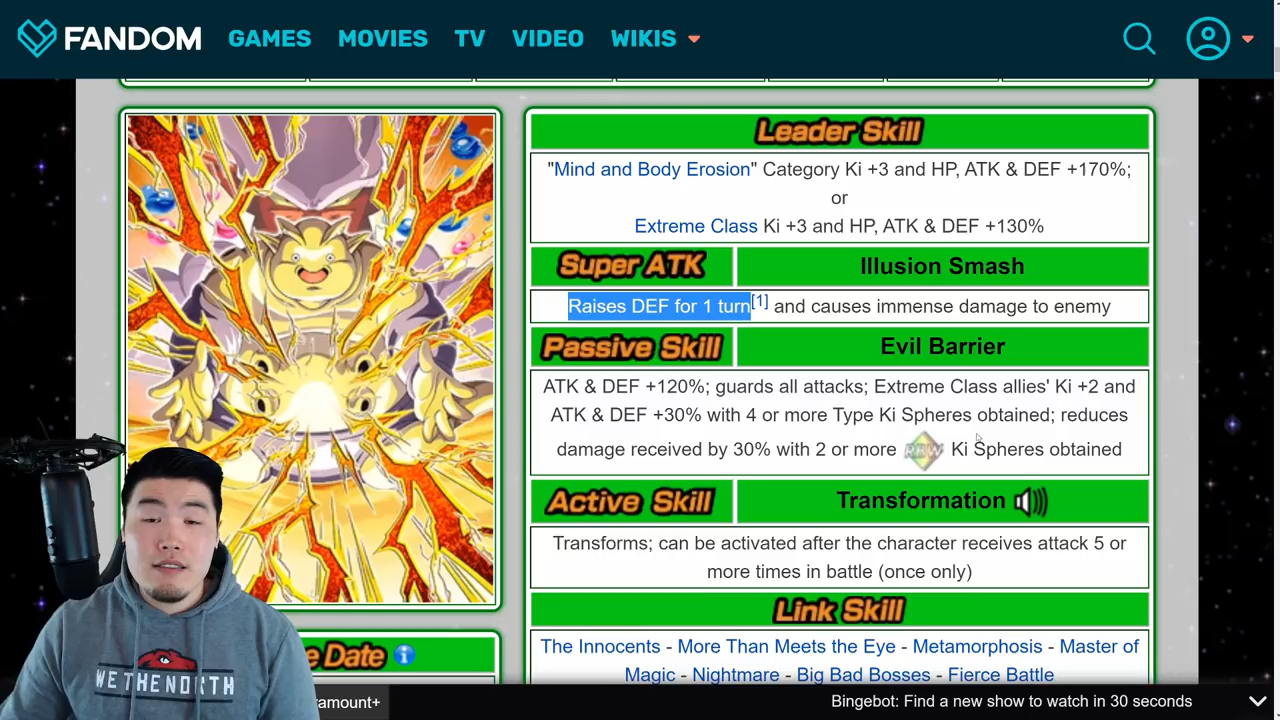 FANDOM GAMES MOVIES TV VIDEO WIKIS
Leader Skill
"Mind and Body Erosion" Category Ki +3 and HP, ATK & DEF +170%;
or
Extreme Class Ki +3 and HP, ATK & DEF +130%
Super ATK Illusion Smash
Raises DEF for 1 turn[1] and causes immense damage to enemy
Passive Skill Evil Barrier
ATK & DEF +120%; guards all attacks; Extreme Class allies' Ki +2 and
ATK & DEF +30% with 4 or more Type Ki Spheres obtained; reduces
damage received by 30% with 2 or more RBW Ki Spheres obtained
Active Skill Transformation
Transforms; can be activated after the character receives attack 5 or
more times in battle (once only)
Link Skill
The Innocents - More Than Meets the Eye - Metamorphosis - Master of
Magic - Nightmare - Big Bad Bosses - Fierce Battle
e Date i
WE THE NORTH
ramount+
Bingebot: Find a new show to watch in 30 seconds